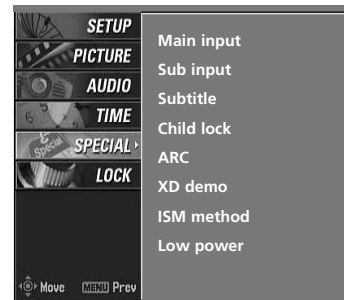 SETUP
PICTURE
AUDIO
TIME
SPECIAL
LOCK
Move MENU Prev
Main input
Sub input
Subtitle
Child lock
ARC
XD demo
ISM method
Low power